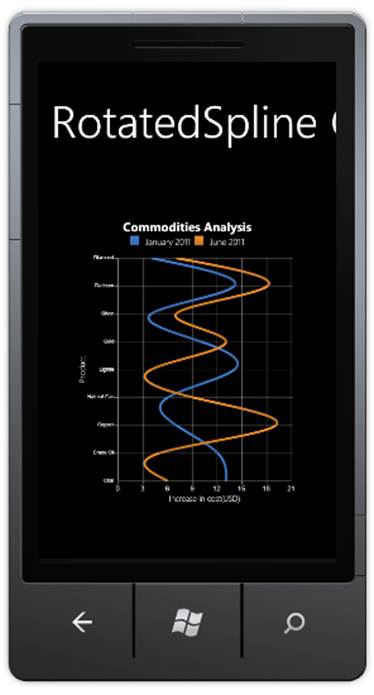 RotatedSpline
Commodities Analysis
January 2011 June 2011
Diamond
Platinum
Silver
Gold
Lignite
Natural Gas
Copper
Crude Oil
Coal
Product
0 3 6 9 12 15 18 21
Increase in cost(USD)